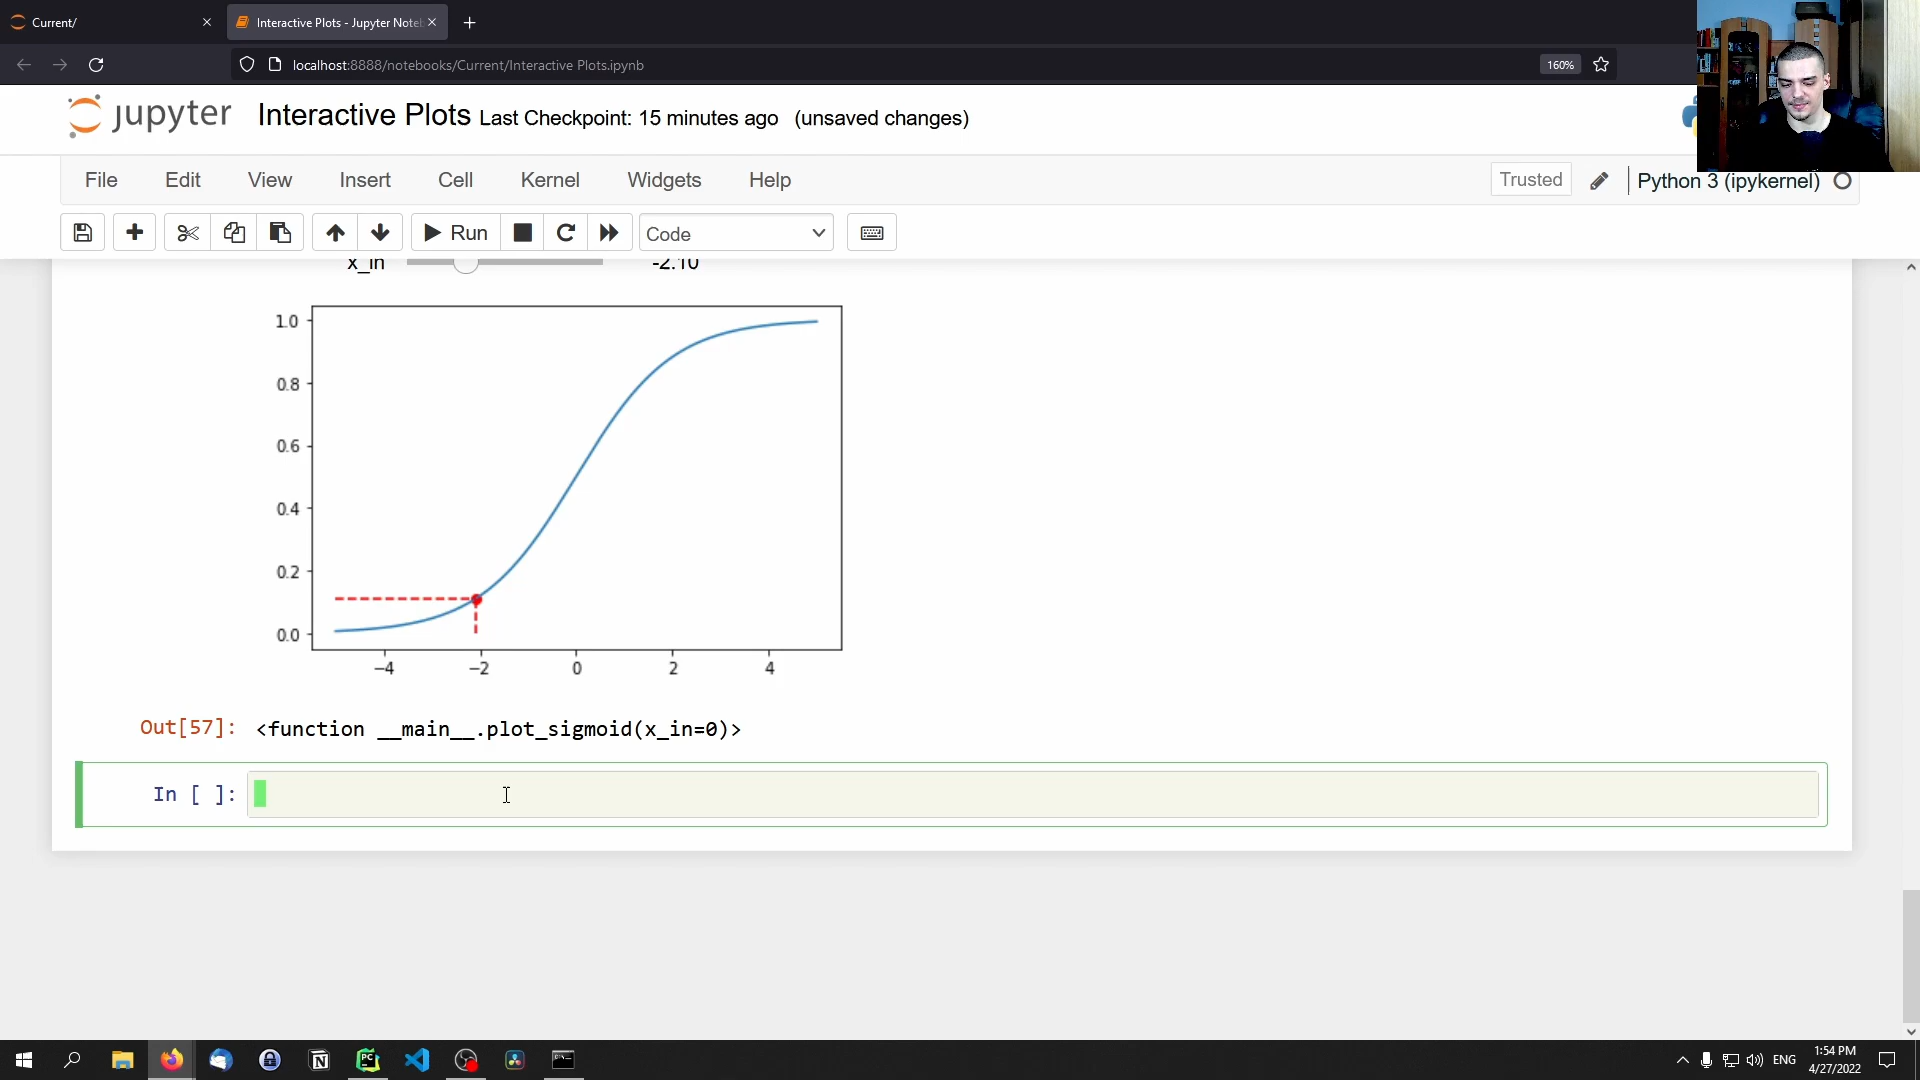 Current/
Interactive Plots - Jupyter Noteb
localhost:8888/notebooks/Current/Interactive Plots.ipynb
160%
jupyter
Interactive Plots Last Checkpoint: 15 minutes ago (unsaved changes)
File Edit View Insert Cell Kernel Widgets Help
Trusted
Python 3 (ipykernel)
Run
Code
x_in
-2.10
1.0
0.8
0.6
0.4
0.2
0.0
−4 −2 0 2 4
Out[57]: <function __main__.plot_sigmoid(x_in=0)>
In [ ]:
ENG
1:54 PM
4/27/2022